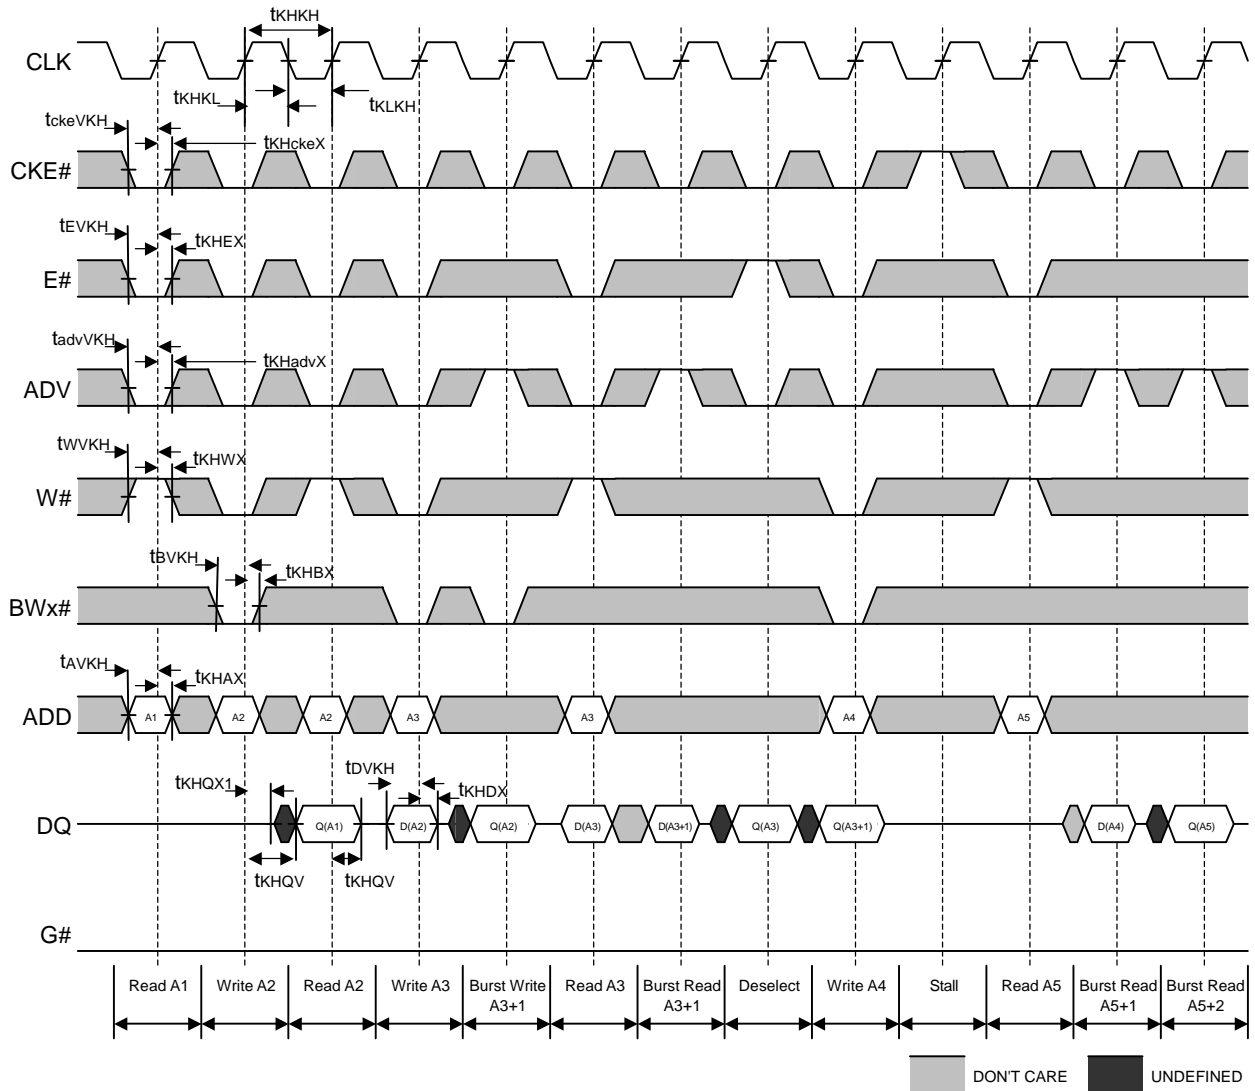 tKHKH
CLK
tKHKL
tKLKH
tckeVKH
tKHckeX
CKE#
tEVKH
tKHEX
E#
tadvVKH
tKHadvX
ADV
tWVKH
tKHWX
W#
tBVKH
tKHBX
BWx#
tAVKH
tKHAX
ADD
A1 A2 A2 A3 A3 A4 A5
tKHQX1
tDVKH
tKHDX
DQ
Q(A1) D(A2) Q(A2) D(A3) D(A3+1) Q(A3) Q(A3+1) D(A4) Q(A5)
tKHQV tKHQV
G#
Read A1 Write A2 Read A2 Write A3 Burst Write Read A3 Burst Read Deselect Write A4 Stall Read A5 Burst Read Burst Read
A3+1 A3+1 A5+1 A5+2
DON'T CARE UNDEFINED